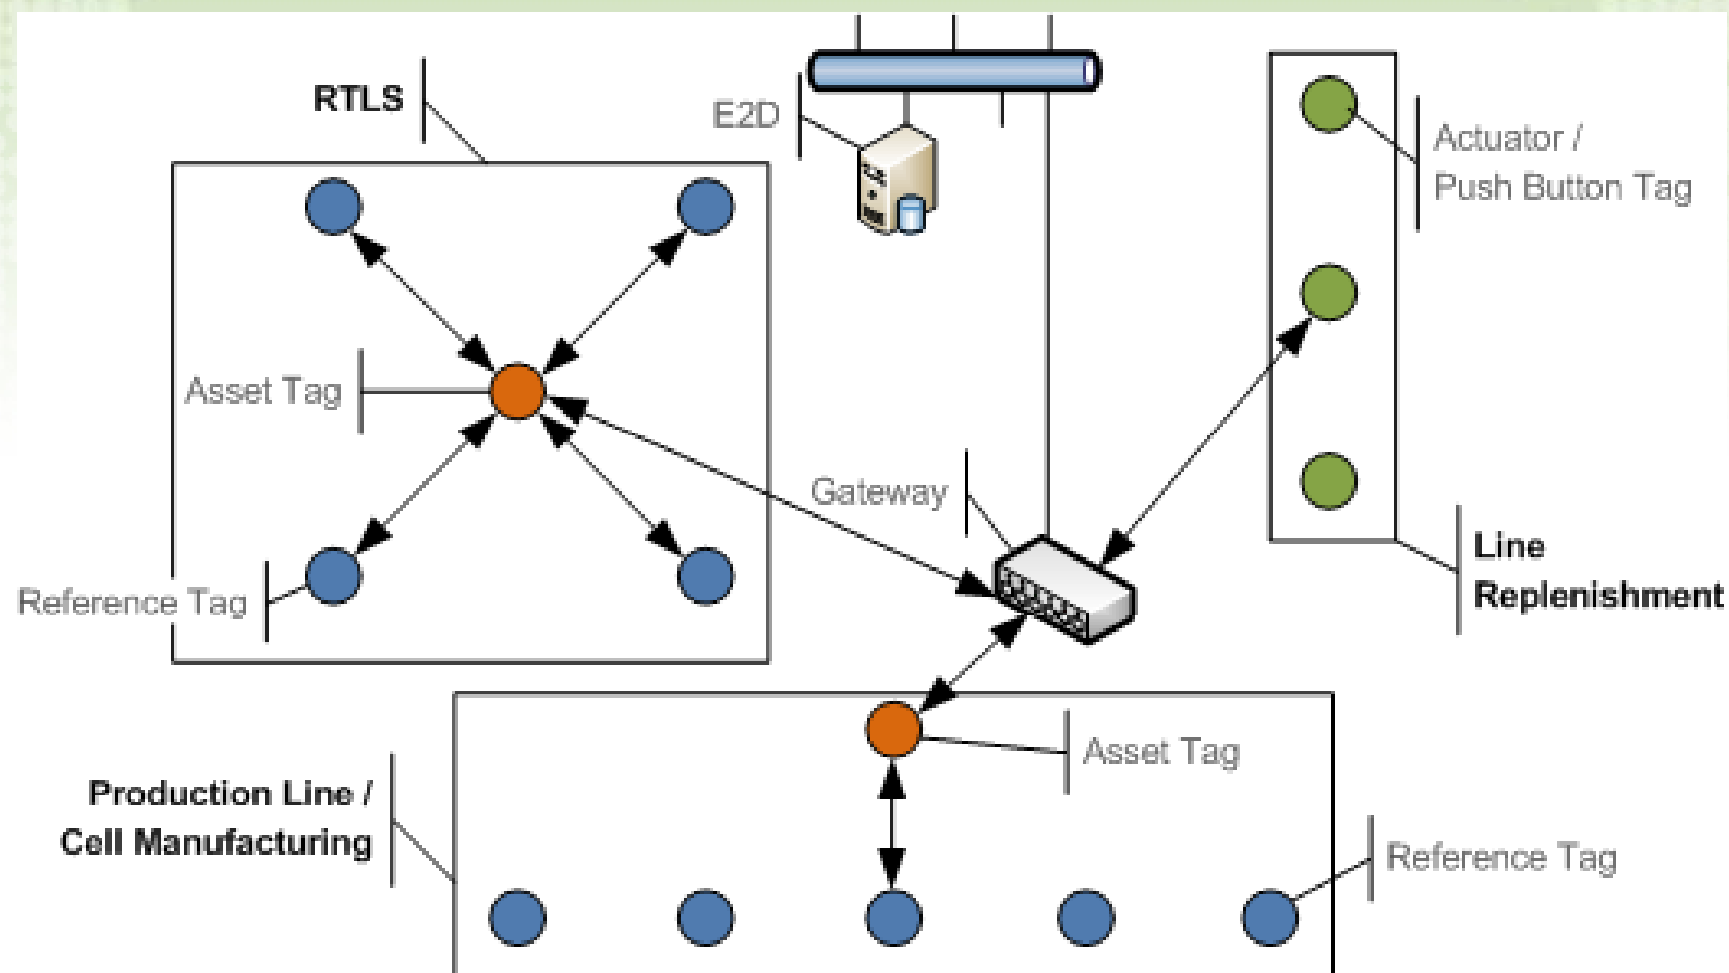 RTLS
E2D
Actuator /
Push Button Tag
Asset Tag
Gateway
Line
Replenishment
Reference Tag
Asset Tag
Production Line /
Cell Manufacturing
Reference Tag